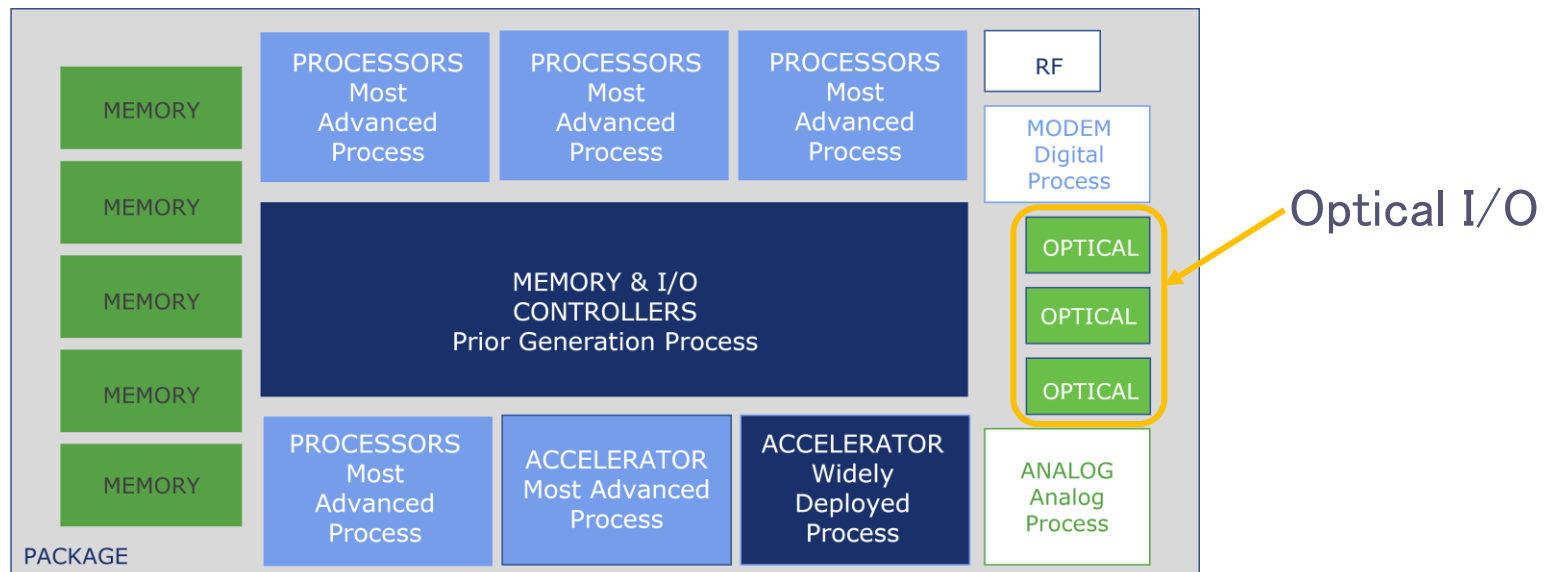 MEMORY
MEMORY
MEMORY
MEMORY
MEMORY
PROCESSORS
Most
Advanced
Process
PROCESSORS
Most
Advanced
Process
PROCESSORS
Most
Advanced
Process
RF
MODEM
Digital
Process
MEMORY & I/O
CONTROLLERS
Prior Generation Process
OPTICAL
OPTICAL
OPTICAL
Optical I/O
PROCESSORS
Most
Advanced
Process
ACCELERATOR
Most Advanced
Process
ACCELERATOR
Widely
Deployed
Process
ANALOG
Analog
Process
PACKAGE